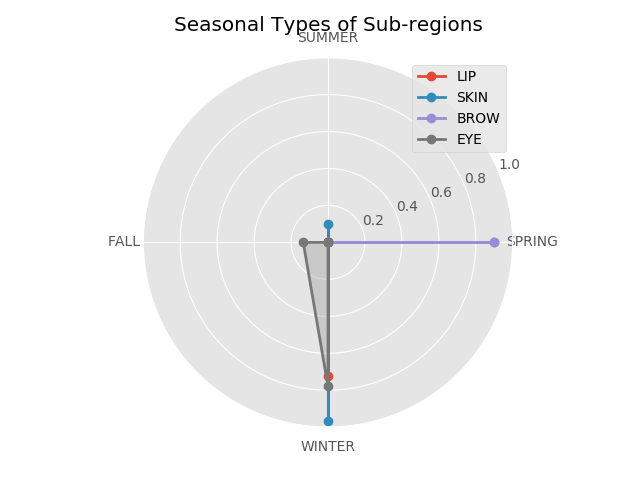 Seasonal Types of Sub-regions
SUMMER
LIP
SKIN
BROW
EYE
1.0
0.8
0.6
0.4
0.2
FALL
SPRING
WINTER